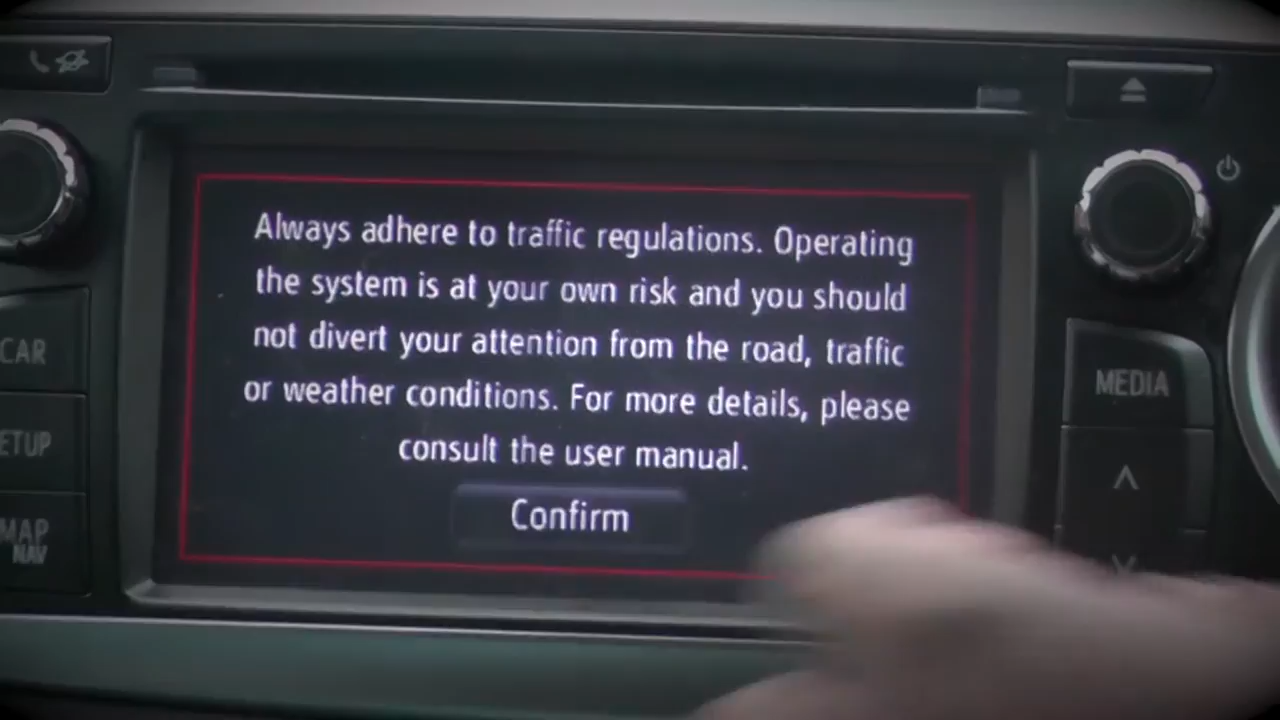 Always adhere to traffic regulations. Operating
the system is at your own risk and you should
not divert your attention from the road, traffic
or weather conditions. For more details, please
consult the user manual.
Confirm
CAR
ETUP
MAP
NAV
MEDIA